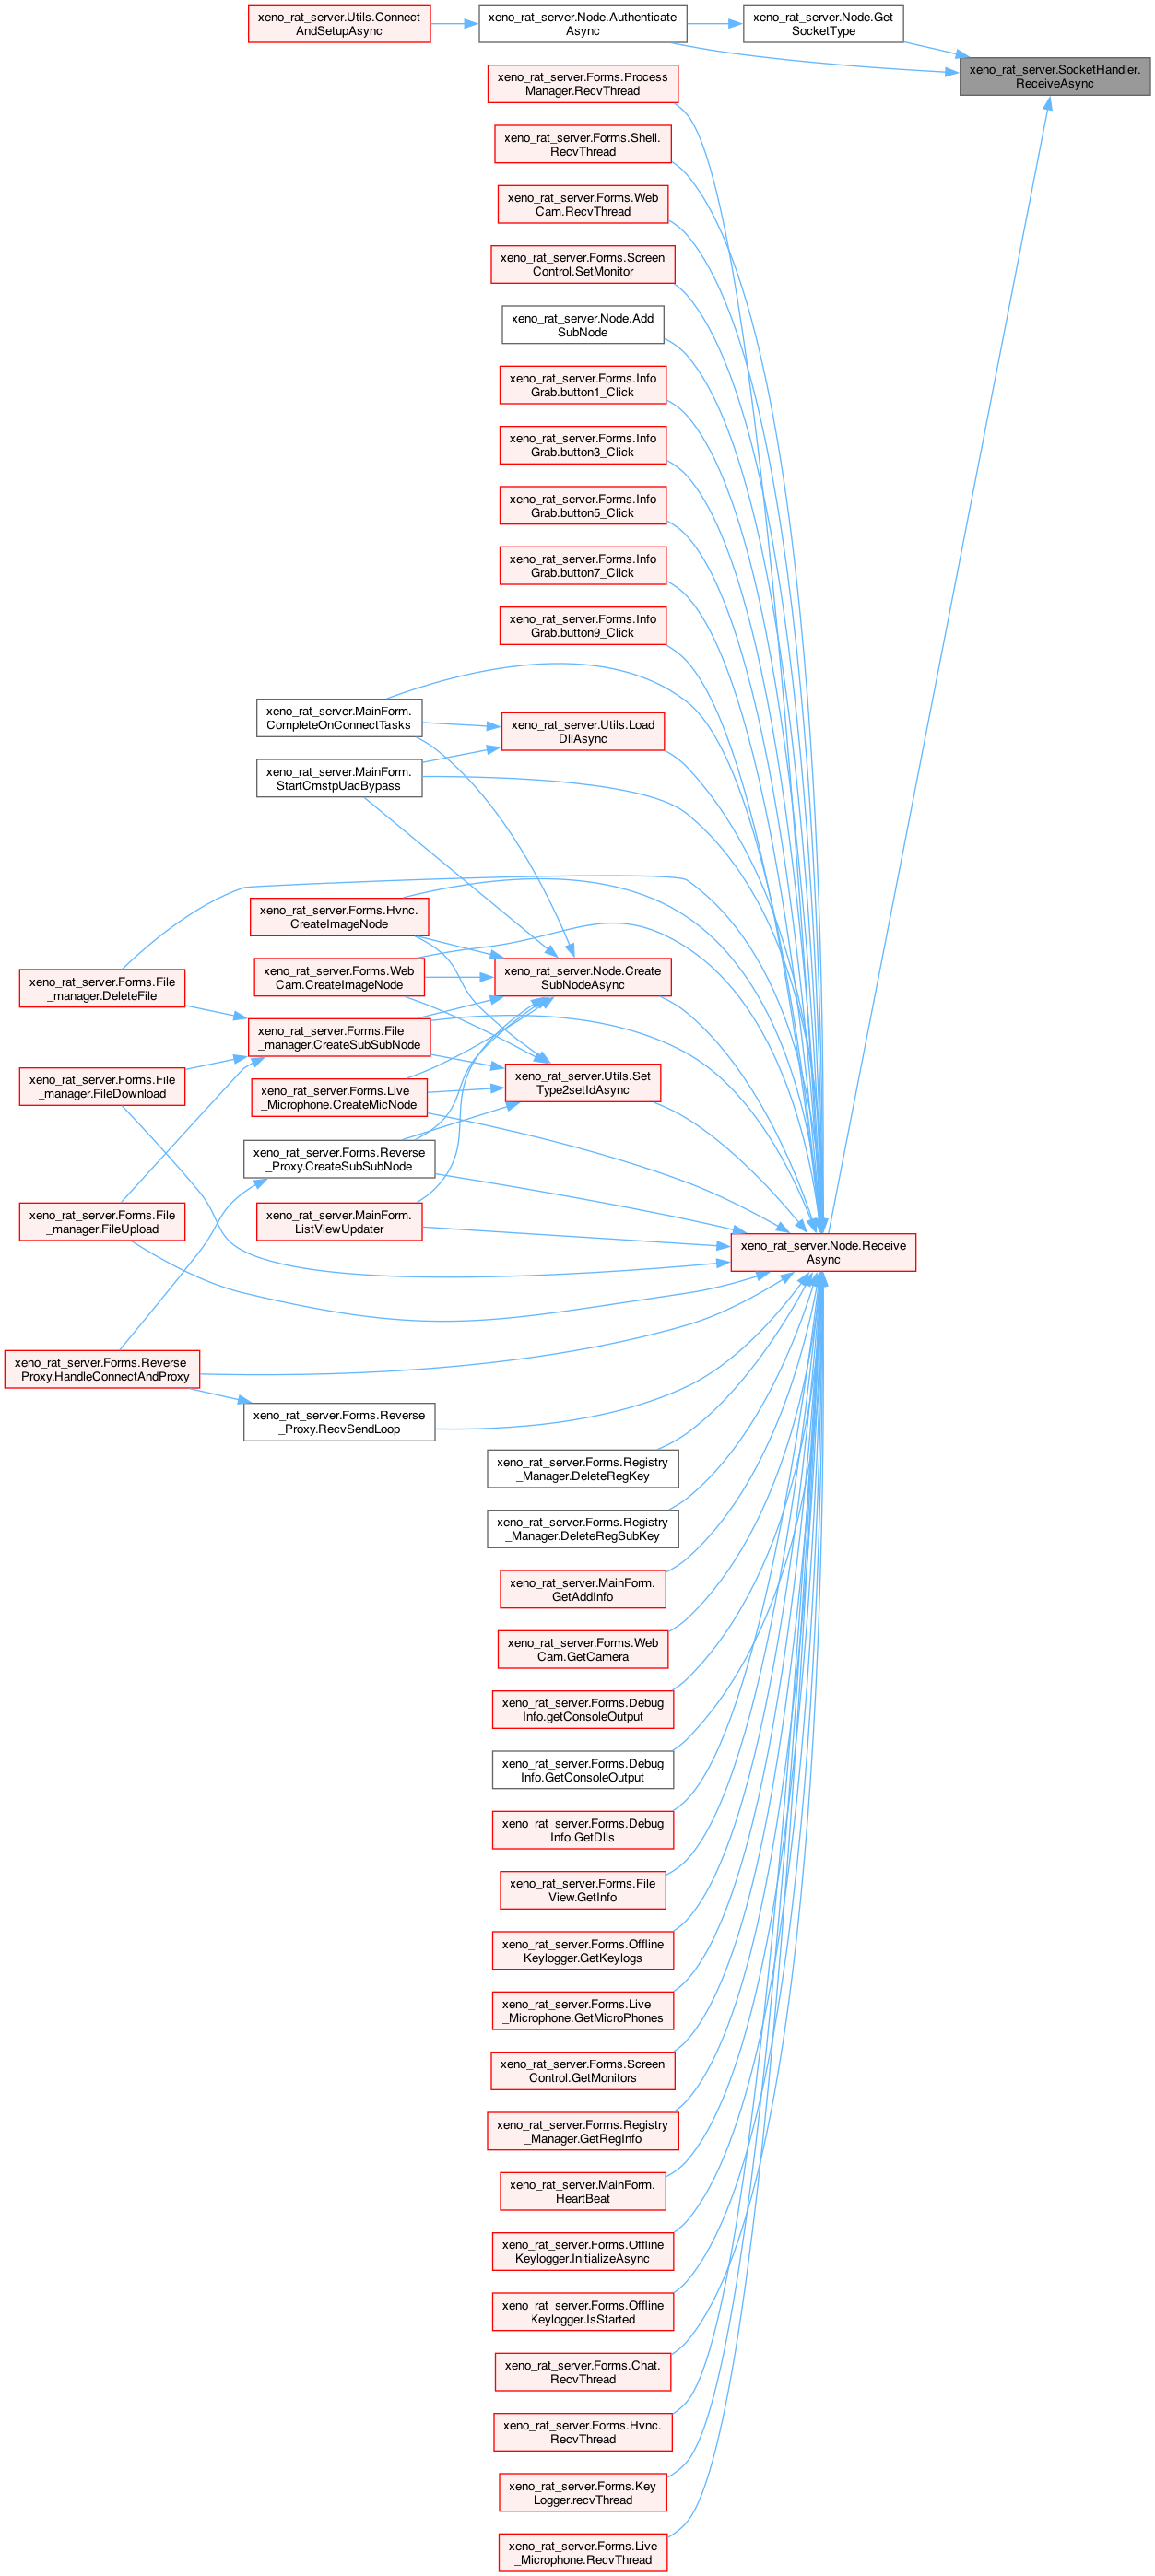 xeno_rat_server.Utils.Connect
AndSetupAsync
xeno_rat_server.Node.Authenticate
Async
xeno_rat_server.Node.Get
SocketType
xeno_rat_server.SocketHandler.
ReceiveAsync
xeno_rat_server.Forms.Process
Manager.RecvThread
xeno_rat_server.Forms.Shell.
RecvThread
xeno_rat_server.Forms.Web
Cam.RecvThread
xeno_rat_server.Forms.Screen
Control.SetMonitor
xeno_rat_server.Node.Add
SubNode
xeno_rat_server.Forms.Info
Grab.button1_Click
xeno_rat_server.Forms.Info
Grab.button3_Click
xeno_rat_server.Forms.Info
Grab.button5_Click
xeno_rat_server.Forms.Info
Grab.button7_Click
xeno_rat_server.Forms.Info
Grab.button9_Click
xeno_rat_server.MainForm.
CompleteOnConnectTasks
xeno_rat_server.Utils.Load
DllAsync
xeno_rat_server.MainForm.
StartCmstpUacBypass
xeno_rat_server.Forms.Hvnc.
CreateImageNode
xeno_rat_server.Forms.File
_manager.DeleteFile
xeno_rat_server.Forms.Web
Cam.CreateImageNode
xeno_rat_server.Node.Create
SubNodeAsync
xeno_rat_server.Forms.File
_manager.CreateSubSubNode
xeno_rat_server.Forms.File
_manager.FileDownload
xeno_rat_server.Forms.Live
_Microphone.CreateMicNode
xeno_rat_server.Utils.Set
Type2setIdAsync
xeno_rat_server.Forms.Reverse
_Proxy.CreateSubSubNode
xeno_rat_server.Forms.File
_manager.FileUpload
xeno_rat_server.MainForm.
ListViewUpdater
xeno_rat_server.Node.Receive
Async
xeno_rat_server.Forms.Reverse
_Proxy.HandleConnectAndProxy
xeno_rat_server.Forms.Reverse
_Proxy.RecvSendLoop
xeno_rat_server.Forms.Registry
_Manager.DeleteRegKey
xeno_rat_server.Forms.Registry
_Manager.DeleteRegSubKey
xeno_rat_server.MainForm.
GetAddInfo
xeno_rat_server.Forms.Web
Cam.GetCamera
xeno_rat_server.Forms.Debug
Info.getConsoleOutput
xeno_rat_server.Forms.Debug
Info.GetConsoleOutput
xeno_rat_server.Forms.Debug
Info.GetDlls
xeno_rat_server.Forms.File
View.GetInfo
xeno_rat_server.Forms.Offline
Keylogger.GetKeylogs
xeno_rat_server.Forms.Live
_Microphone.GetMicroPhones
xeno_rat_server.Forms.Screen
Control.GetMonitors
xeno_rat_server.Forms.Registry
_Manager.GetRegInfo
xeno_rat_server.MainForm.
HeartBeat
xeno_rat_server.Forms.Offline
Keylogger.InitializeAsync
xeno_rat_server.Forms.Offline
Keylogger.IsStarted
xeno_rat_server.Forms.Chat.
RecvThread
xeno_rat_server.Forms.Hvnc.
RecvThread
xeno_rat_server.Forms.Key
Logger.recvThread
xeno_rat_server.Forms.Live
_Microphone.RecvThread